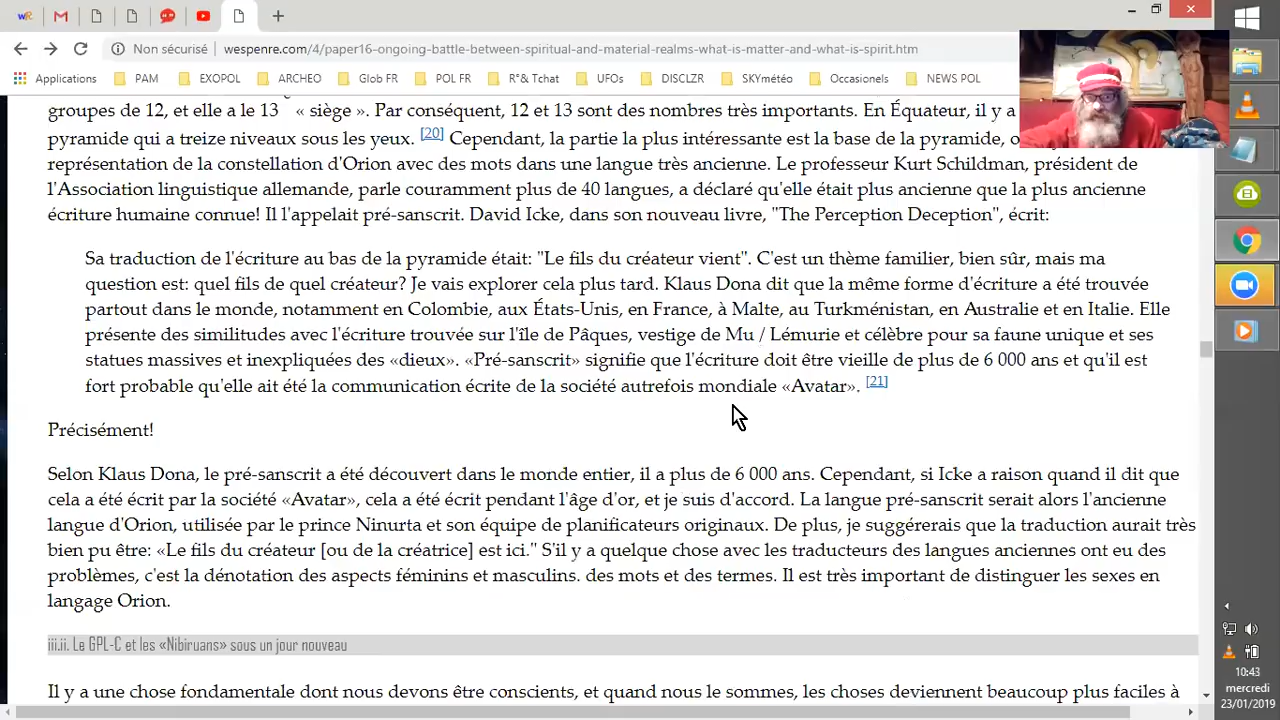 Non sécurisé | wespenre.com/4/paper16-ongoing-battle-between-spiritual-and-material-realms-what-is-matter-and-what-is-spirit.htm
Applications PAM EXOPOL ARCHEO Glob FR POL FR R°& Tchat UFOs DISCLZR SKYmétéo Occasionels NEWS POL
groupes de 12, et elle a le 13 « siège ». Par conséquent, 12 et 13 sont des nombres très importants. En Équateur, il y a
pyramide qui a treize niveaux sous les yeux. [20] Cependant, la partie la plus intéressante est la base de la pyramide,
représentation de la constellation d'Orion avec des mots dans une langue très ancienne. Le professeur Kurt Schildman, président de
l'Association linguistique allemande, parle couramment plus de 40 langues, a déclaré qu'elle était plus ancienne que la plus ancienne
écriture humaine connue! Il l'appelait pré-sanscrit. David Icke, dans son nouveau livre, "The Perception Deception", écrit:
Sa traduction de l'écriture au bas de la pyramide était: "Le fils du créateur vient". C'est un thème familier, bien sûr, mais ma
question est: quel fils de quel créateur? Je vais explorer cela plus tard. Klaus Dona dit que la même forme d'écriture a été trouvée
partout dans le monde, notamment en Colombie, aux États-Unis, en France, à Malte, au Turkménistan, en Australie et en Italie. Elle
présente des similitudes avec l'écriture trouvée sur l'île de Pâques, vestige de Mu / Lémurie et célèbre pour sa faune unique et ses
statues massives et inexpliquées des «dieux». «Pré-sanscrit» signifie que l'écriture doit être vieille de plus de 6 000 ans et qu'il est
fort probable qu'elle ait été la communication écrite de la société autrefois mondiale «Avatar». [21]
Précisément!
Selon Klaus Dona, le pré-sanscrit a été découvert dans le monde entier, il a plus de 6 000 ans. Cependant, si Icke a raison quand il dit que
cela a été écrit par la société «Avatar», cela a été écrit pendant l'âge d'or, et je suis d'accord. La langue pré-sanscrit serait alors l'ancienne
langue d'Orion, utilisée par le prince Ninurta et son équipe de planificateurs originaux. De plus, je suggérerais que la traduction aurait très
bien pu être: «Le fils du créateur [ou de la créatrice] est ici." S'il y a quelque chose avec les traducteurs des langues anciennes ont eu des
problèmes, c'est la dénotation des aspects féminins et masculins. des mots et des termes. Il est très important de distinguer les sexes en
langage Orion.
iii.ii. Le GPL-C et les «Nibiruans» sous un jour nouveau
Il y a une chose fondamentale dont nous devons être conscients, et quand nous le sommes, les choses deviennent beaucoup plus faciles à
10:43
mercredi
23/01/2019